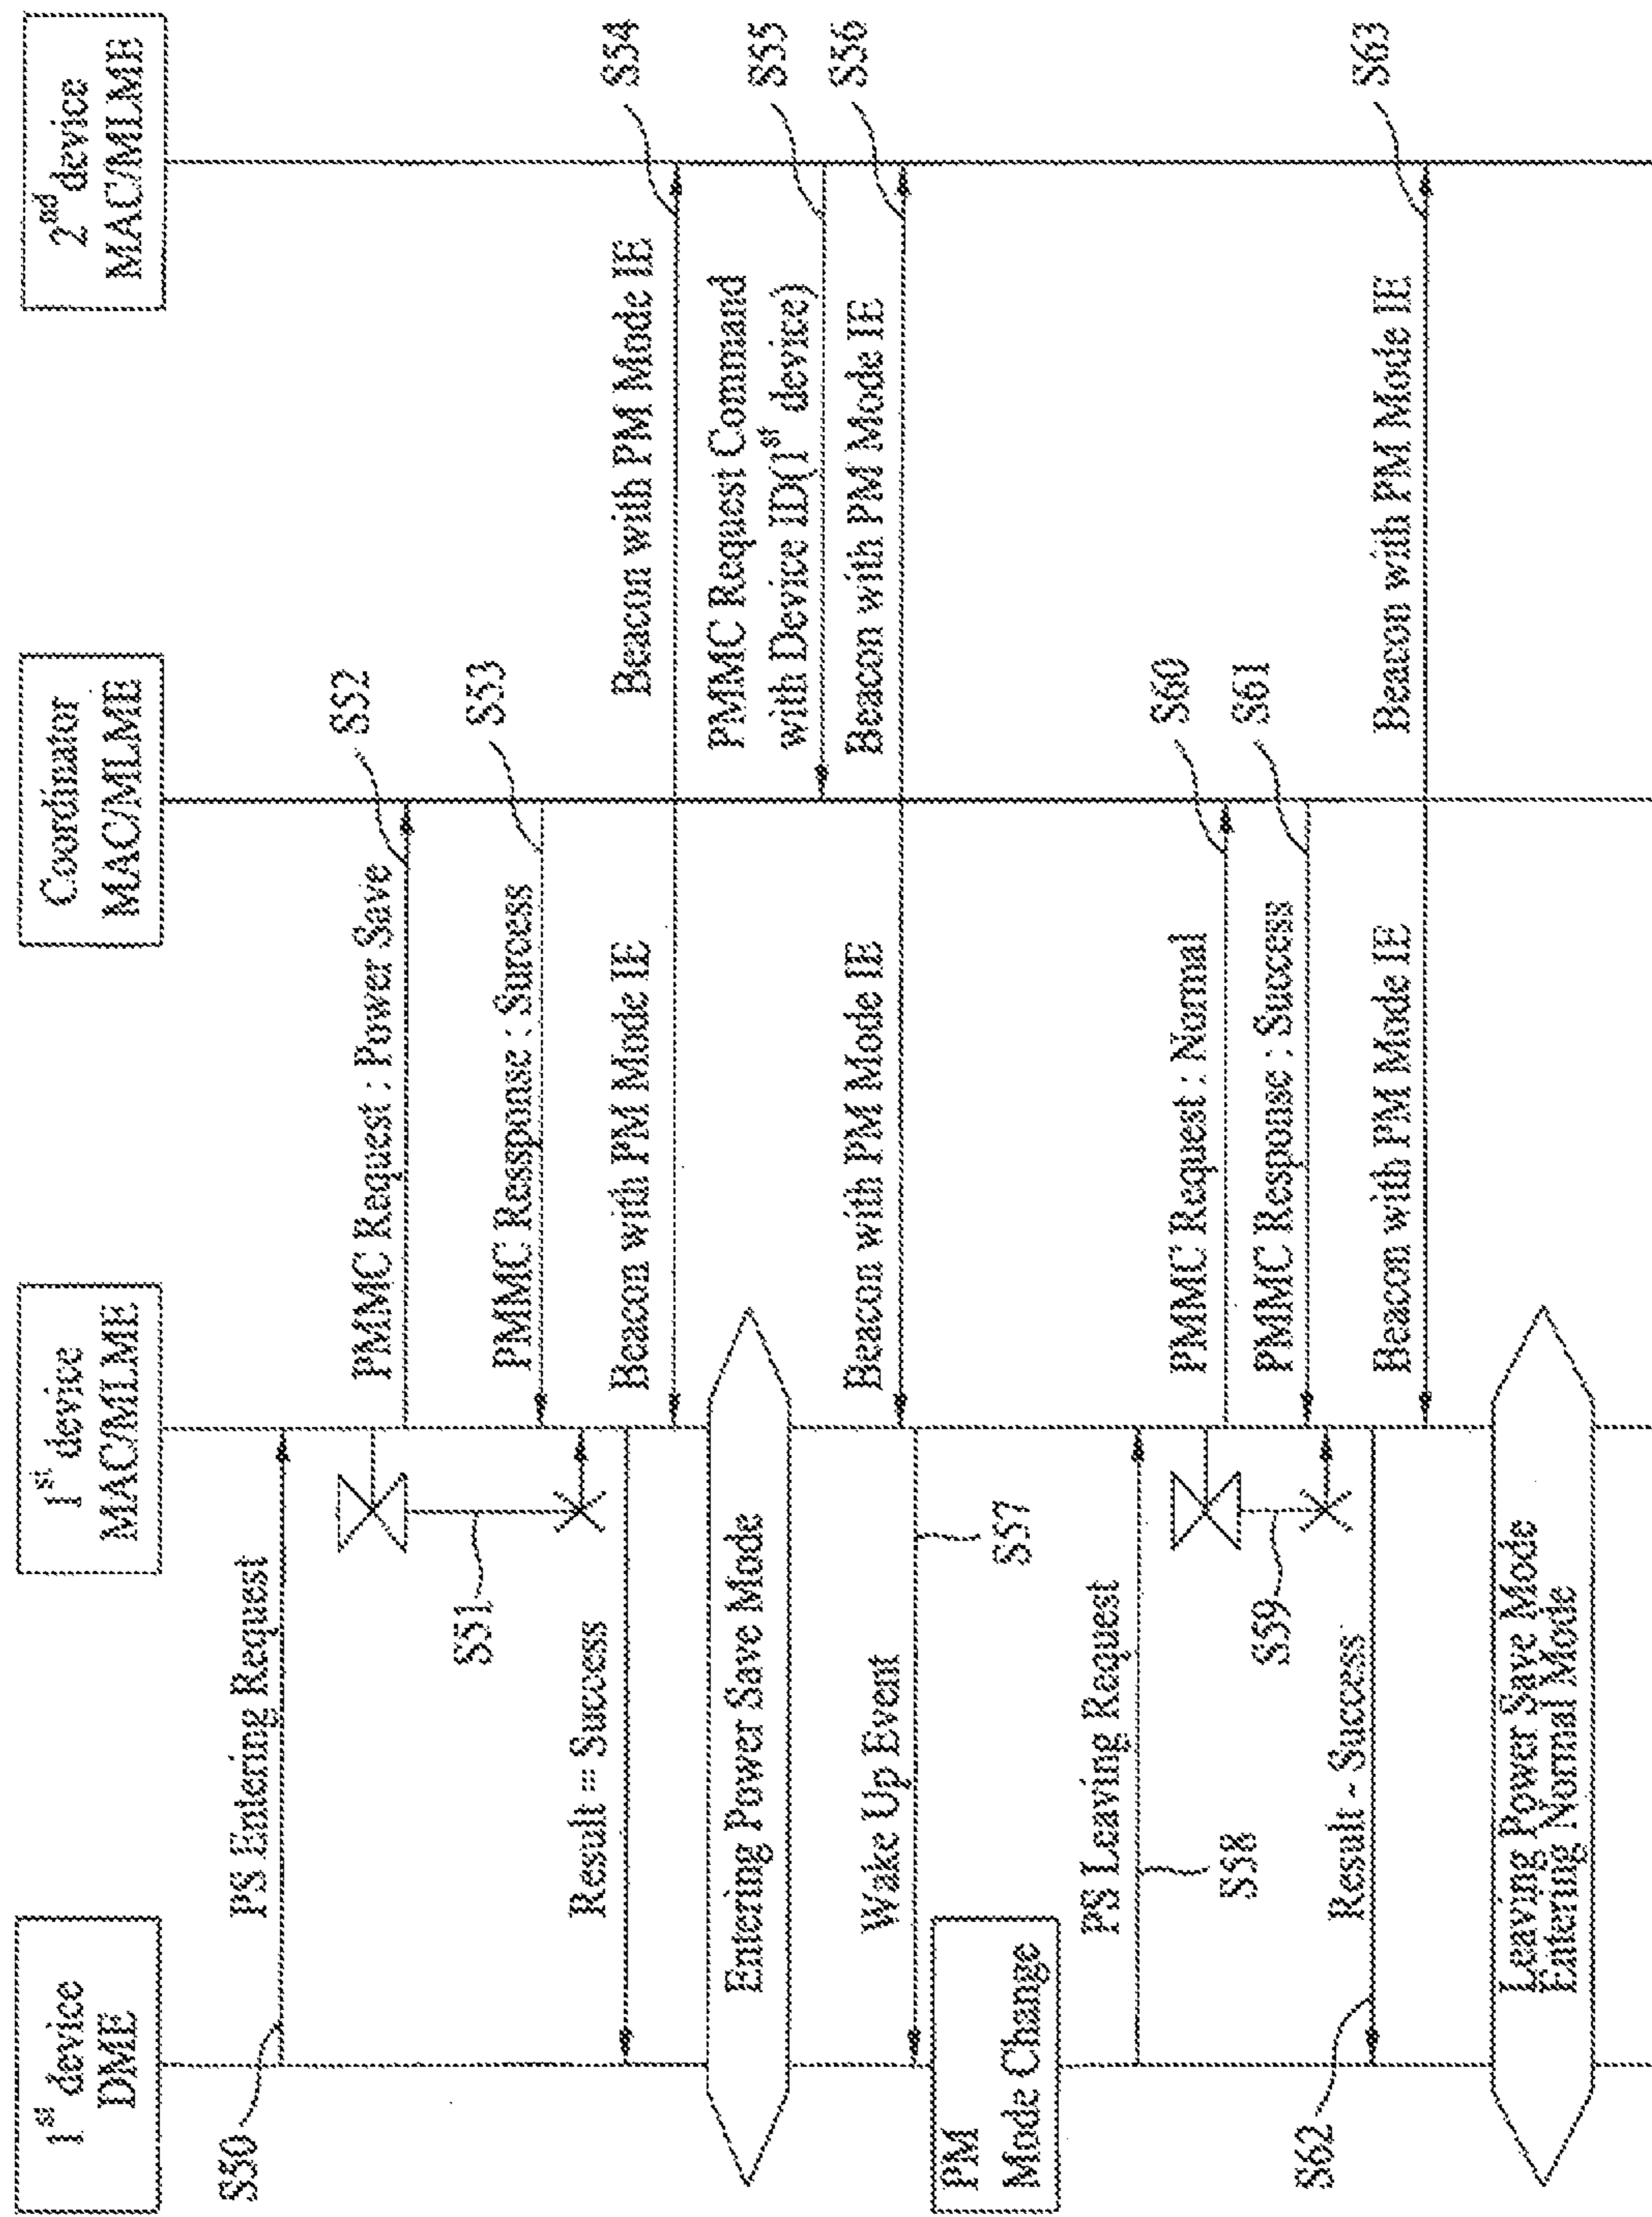 1st device
DME
1st device
MAC/MLME
Coordinator
MAC/MLME
2nd device
MAC/MLME
S50
PS Entering Request
S51
PMMC Request : Power Save
S52
PMMC Ressponse : Surcess
S53
Result = Success
Beacon with PM Mode IE
Beacon with PM Mode IE
S54
Entering Power Save Mode
PMMC Request Command
with Device ID(1st device)
S55
Beacon with PM Mode IE
Beacon with PM Mode IE
S56
Wake Up Event
S57
PM
Mode Change
PS Leaving Request
S58
S59
PMMC Request : Normal
S60
PMMC Response : Success
S61
Result - Success
S62
Beacon with PM Mode IE
Beacon with PM Mode IE
S63
Leaving Power Save Mode
Entering Normal Mode